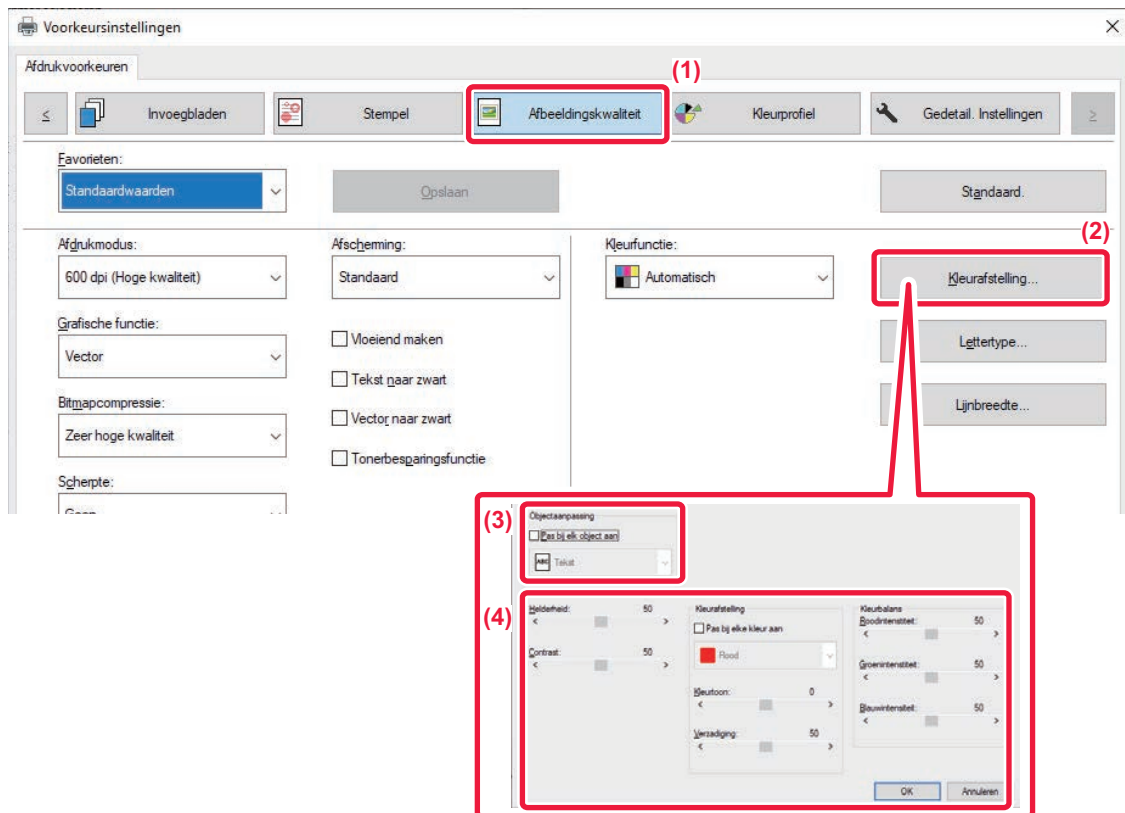 Voorkeursinstellingen
Afdrukvoorkeuren
(1)
≤ Invoegbladen Stempel Afbeeldingskwaliteit Kleurprofiel Gedetail. Instellingen ≥
Favorieten:
Standaardwaarden Opslaan Standaard.
(2)
Afdrukmodus: Afscherming: Kleurfunctie:
600 dpi (Hoge kwaliteit) Standaard Automatisch Kleurafstelling...
Grafische functie:
Vector Vloeiend maken Lettertype...
Tekst naar zwart
Bitmapcompressie: Vector naar zwart Lijnbreedte...
Zeer hoge kwaliteit
Tonerbesparingsfunctie
Scherpte:
(3) Objectaanpassing
Pas bij elk object aan
ABC Tekst
(4) Helderheid: 50 Kleurafstelling Kleurbalans
< > Pas bij elke kleur aan Roodintensiteit: 50
< >
Contrast: 50 Rood Groenintensiteit: 50
< > < >
Kleurtoon: 0 Blauwintensiteit: 50
< > < >
Verzadiging: 50
< >
OK Annuleren